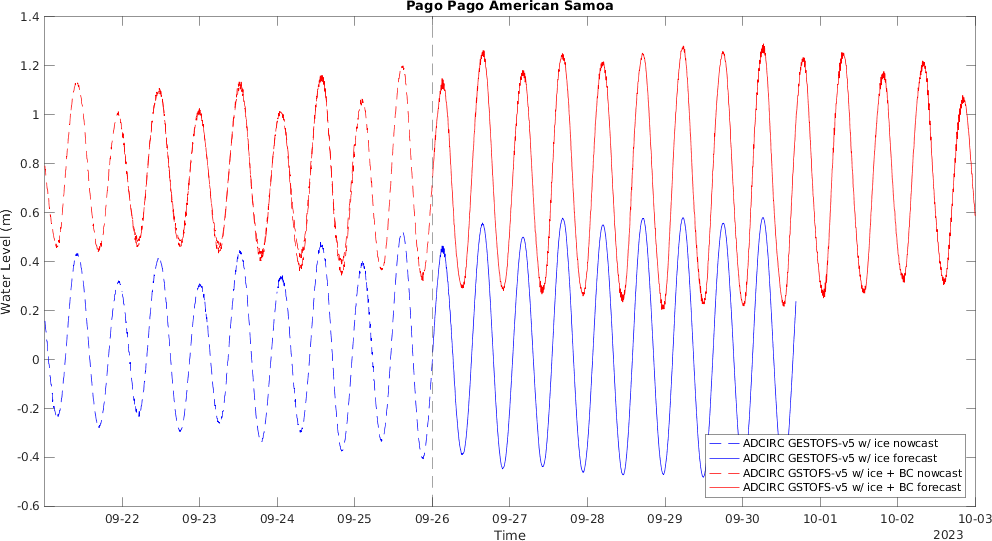 Pago Pago American Samoa
1.4
1.2
1
0.8
0.6
0.4
0.2
0
-0.2
-0.4
-0.6
Water Level (m)
ADCIRC GESTOFS-v5 w/ ice nowcast
ADCIRC GESTOFS-v5 w/ ice forecast
ADCIRC GSTOFS-v5 w/ ice + BC nowcast
ADCIRC GSTOFS-v5 w/ ice + BC forecast
09-22 09-23 09-24 09-25 09-26 09-27 09-28 09-29 09-30 10-01 10-02 10-03
Time
2023